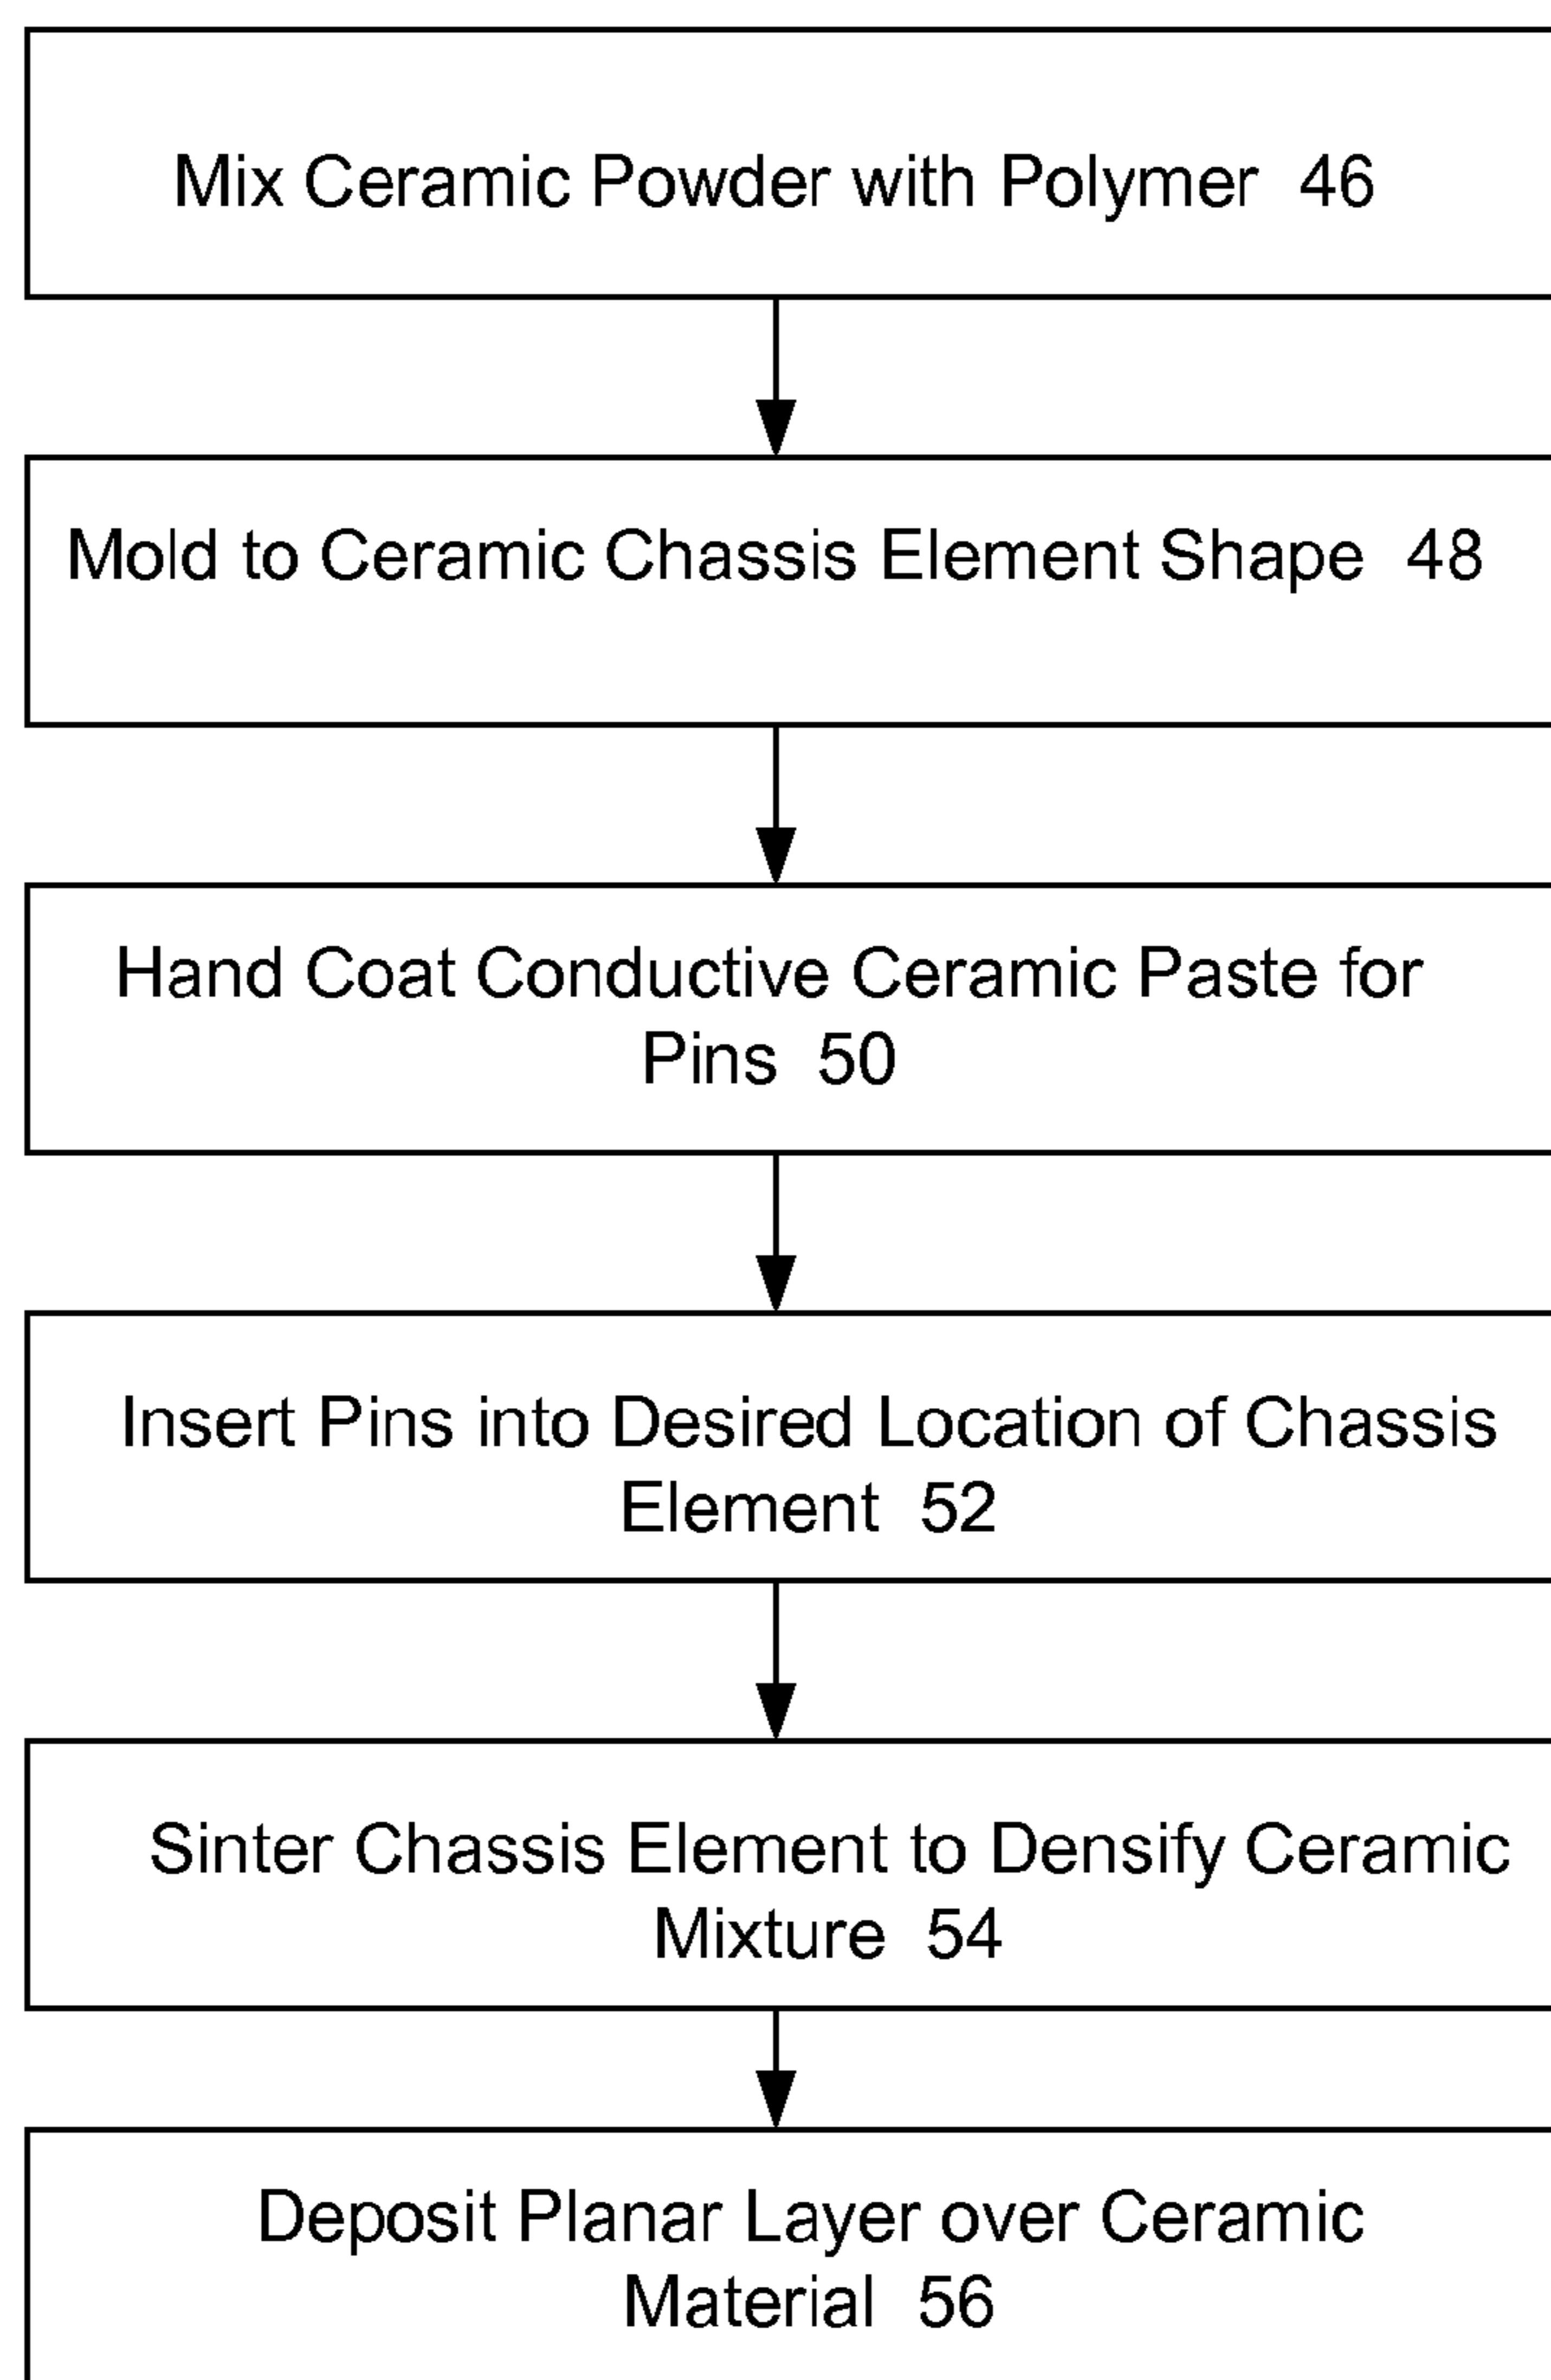 Mix Ceramic Powder with Polymer 46
Mold to Ceramic Chassis Element Shape 48
Hand Coat Conductive Ceramic Paste for
Pins 50
Insert Pins into Desired Location of Chassis
Element 52
Sinter Chassis Element to Densify Ceramic
Mixture 54
Deposit Planar Layer over Ceramic
Material 56